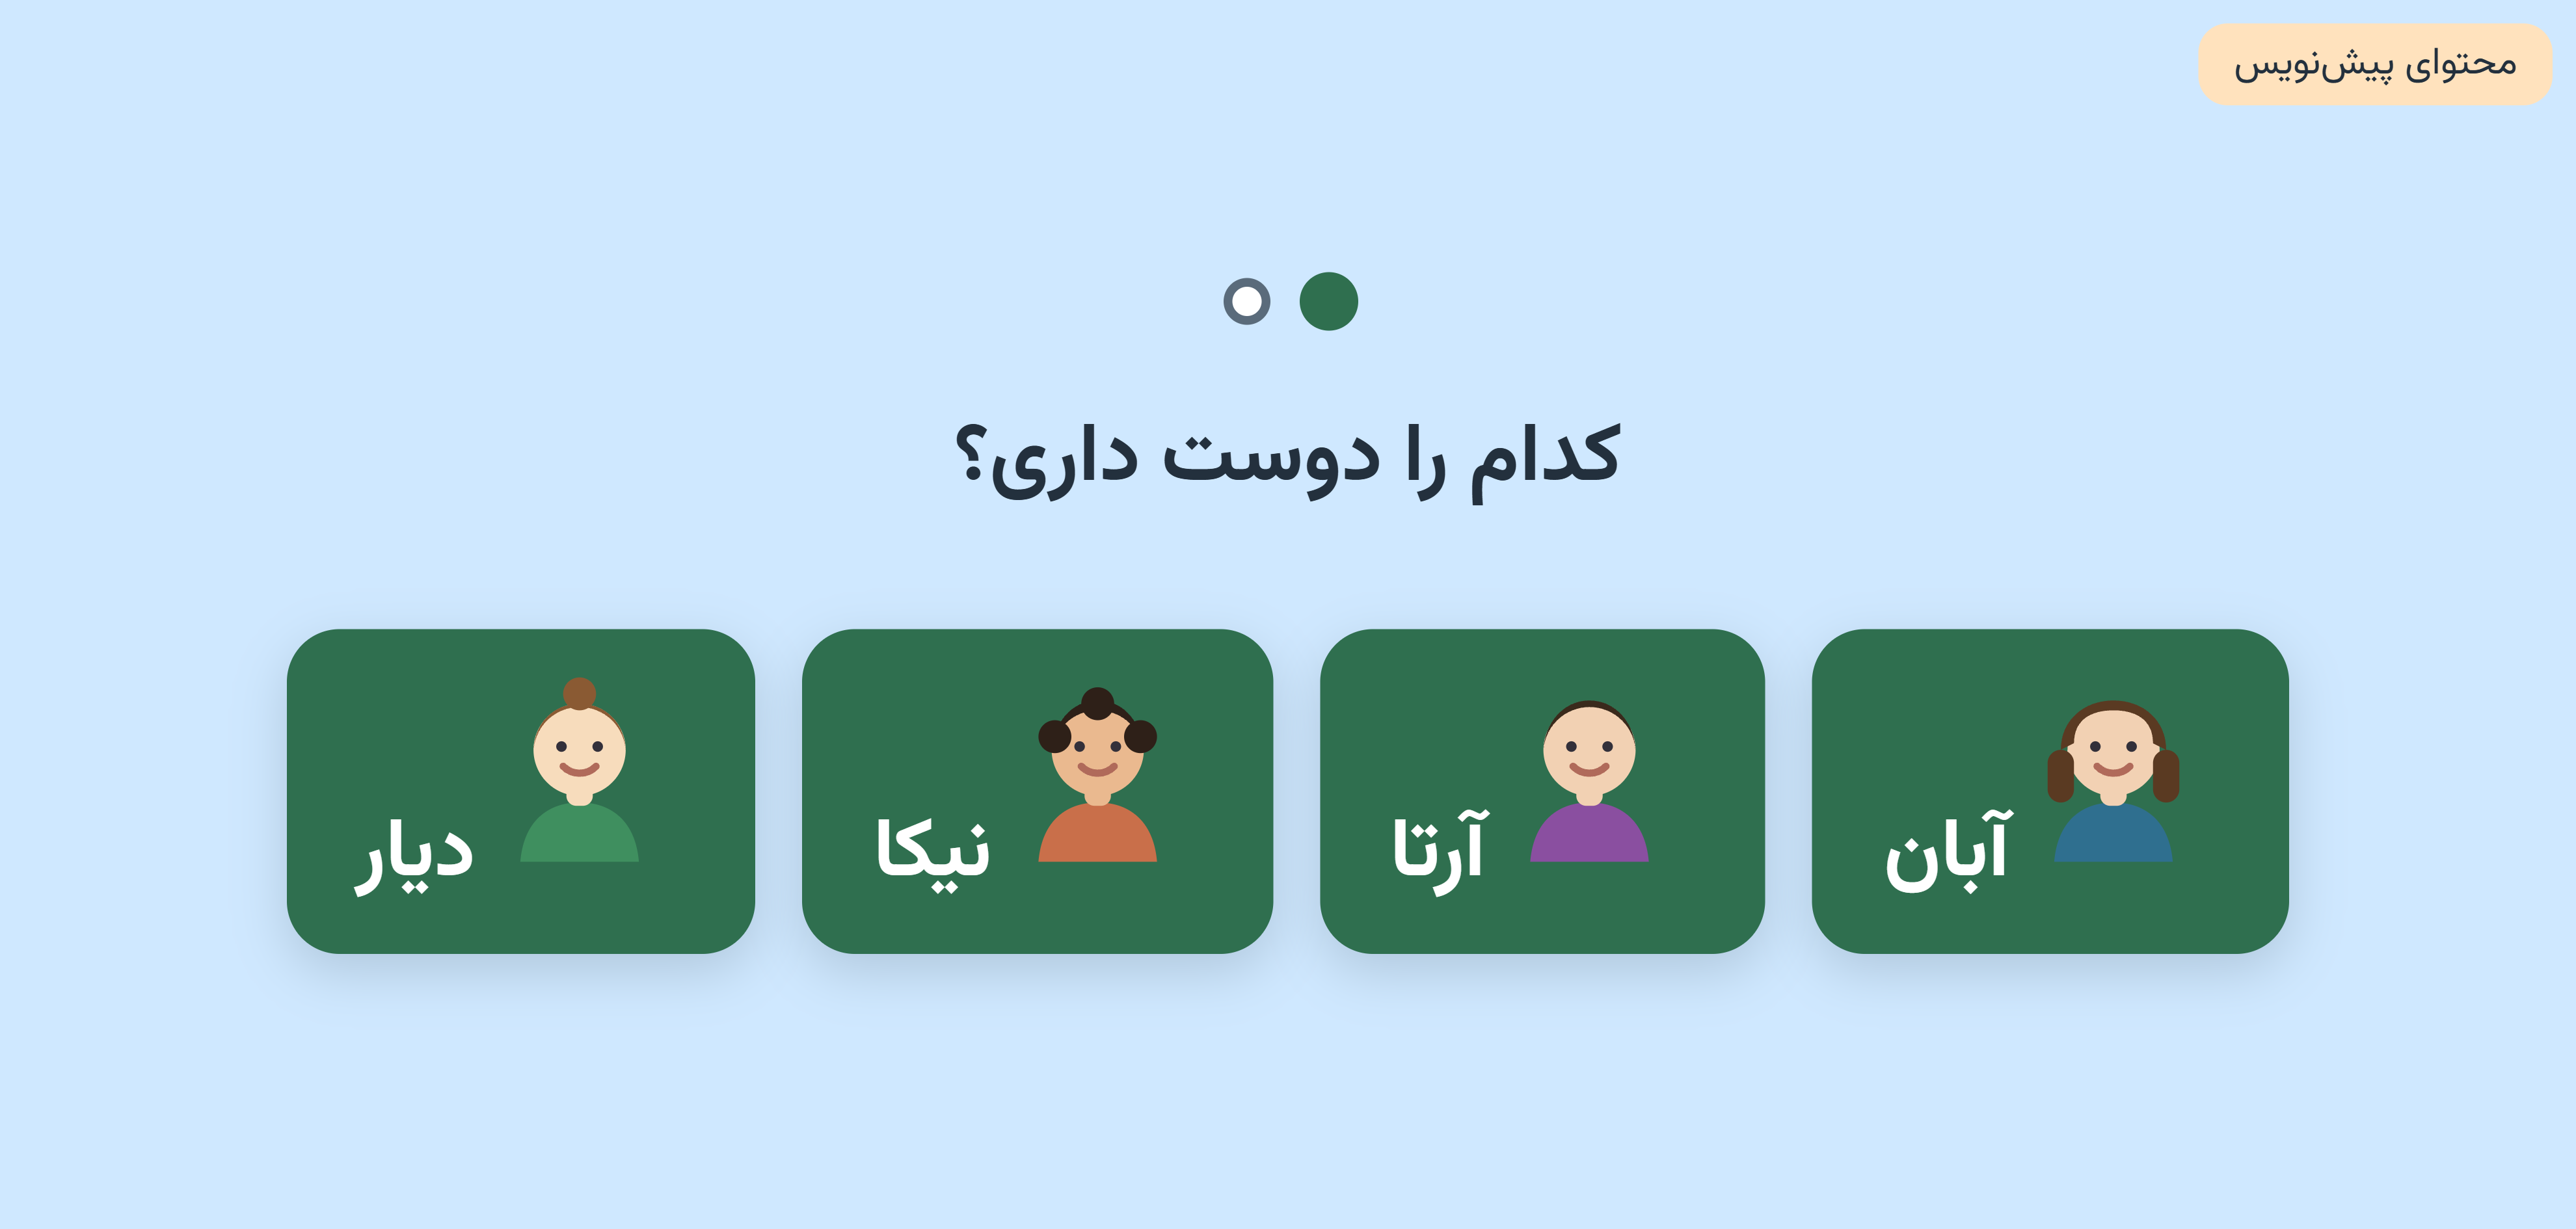 محتوای پیش‌نویس
کدام را دوست داری؟
آبان
آرتا
نیکا
دیار